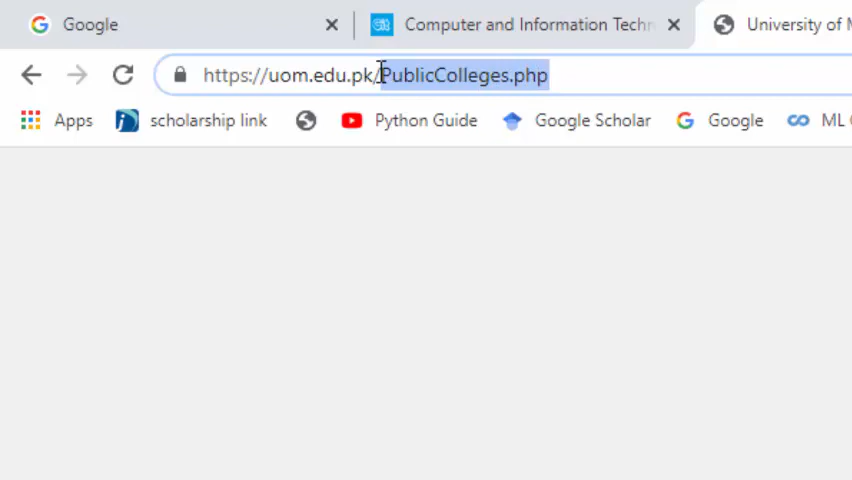 Google
Computer and Information Techn
University of M
https://uom.edu.pk/PublicColleges.php
Apps scholarship link Python Guide Google Scholar Google ML